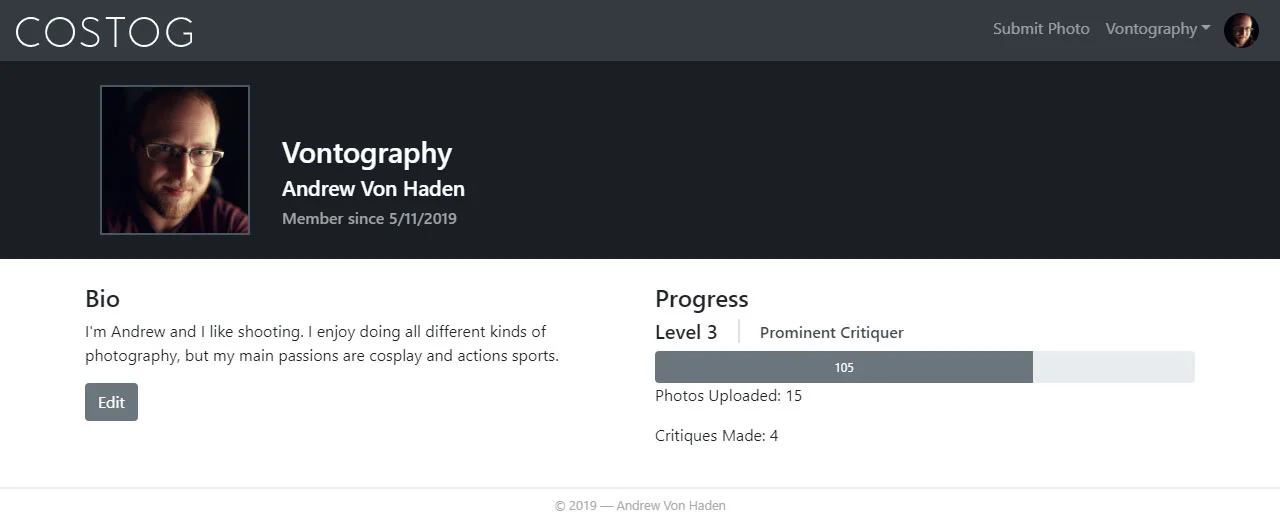 COSTOG
Submit Photo
Vontography
Vontography
Andrew Von Haden
Member since 5/11/2019
Bio
I'm Andrew and I like shooting. I enjoy doing all different kinds of
photography, but my main passions are cosplay and actions sports.
Edit
Progress
Level 3
Prominent Critiquer
105
Photos Uploaded: 15
Critiques Made: 4
© 2019 — Andrew Von Haden